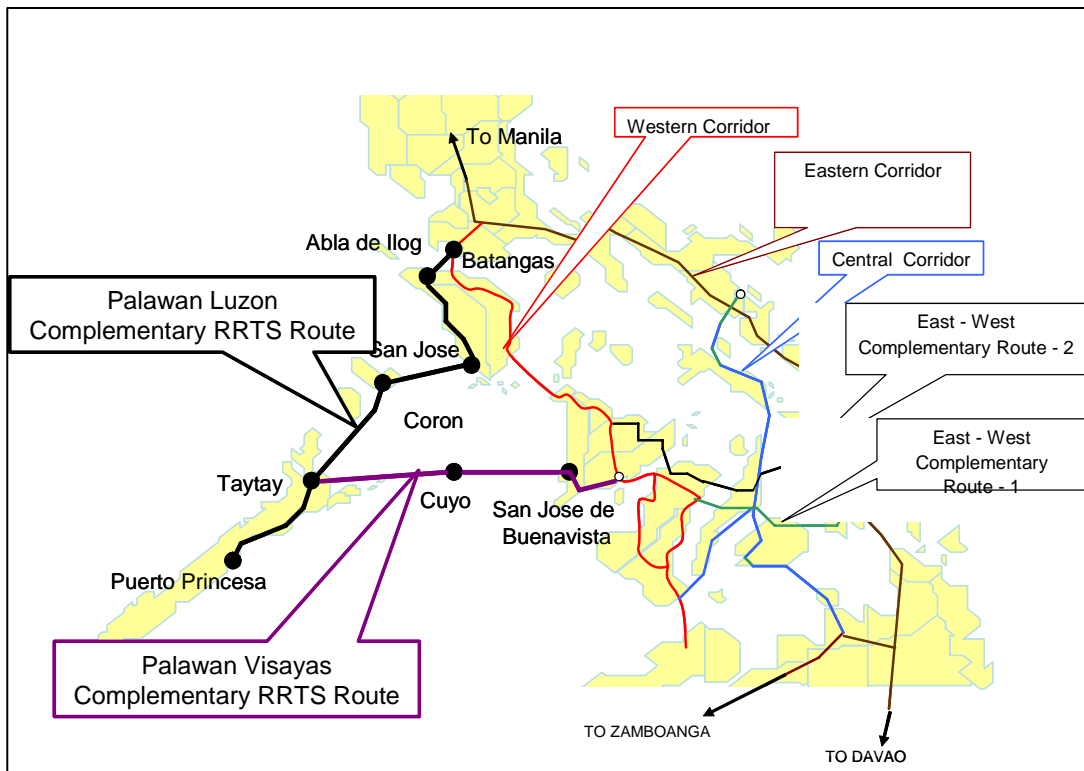 To Manila
Western Corridor
Eastern Corridor
Abla de Ilog
Batangas
Central Corridor
Palawan Luzon
Complementary RRTS Route
San Jose
East - West
Complementary Route - 2
Coron
East - West
Complementary
Route - 1
Taytay
Cuyo
San Jose de
Buenavista
Puerto Princesa
Palawan Visayas
Complementary RRTS Route
TO ZAMBOANGA
TO DAVAO